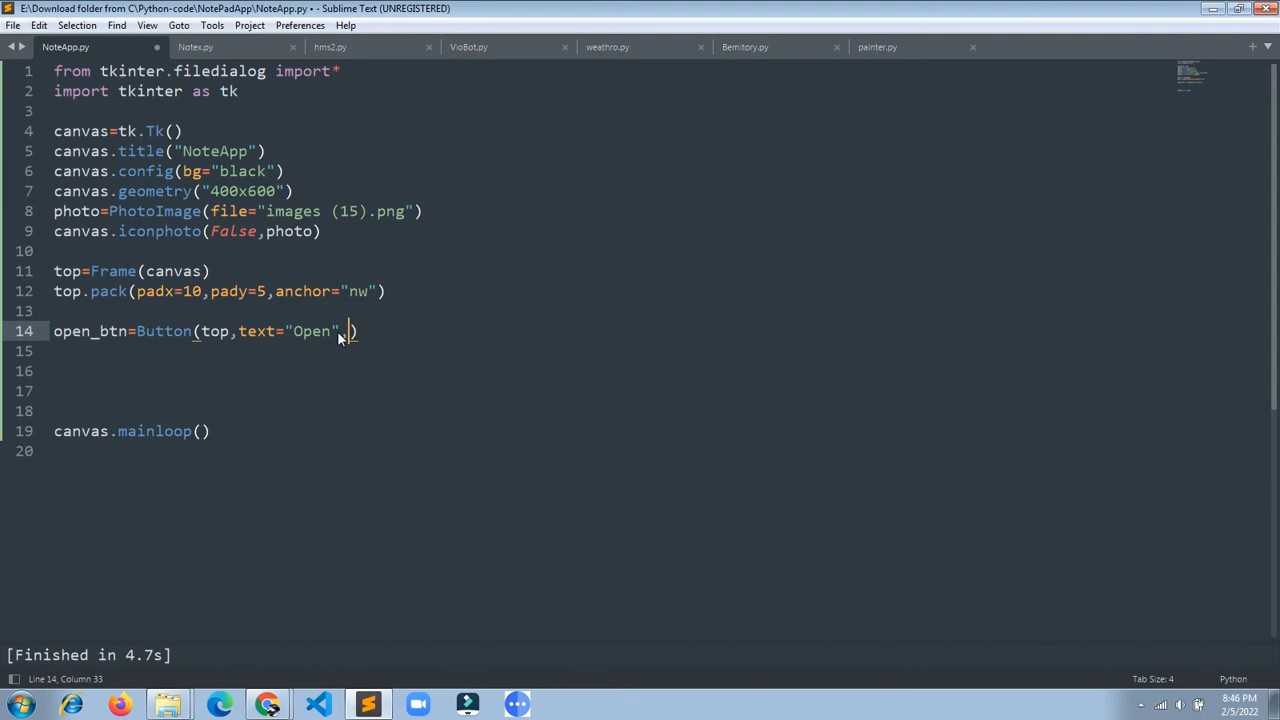 E:\Download folder from C\Python-code\NotePadApp\NoteApp.py • - Sublime Text (UNREGISTERED)
File Edit Selection Find View Goto Tools Project Preferences Help
NoteApp.py Notex.py hms2.py VioBot.py weathro.py Bemitory.py painter.py
1 from tkinter.filedialog import*
2 import tkinter as tk
3
4 canvas=tk.Tk()
5 canvas.title("NoteApp")
6 canvas.config(bg="black")
7 canvas.geometry("400x600")
8 photo=PhotoImage(file="images (15).png")
9 canvas.iconphoto(False,photo)
10
11 top=Frame(canvas)
12 top.pack(padx=10,pady=5,anchor="nw")
13
14 open_btn=Button(top,text="Open",)
15
16
17
18
19 canvas.mainloop()
20
[Finished in 4.7s]
Line 14, Column 33 Tab Size: 4 Python
8:46 PM
2/5/2022